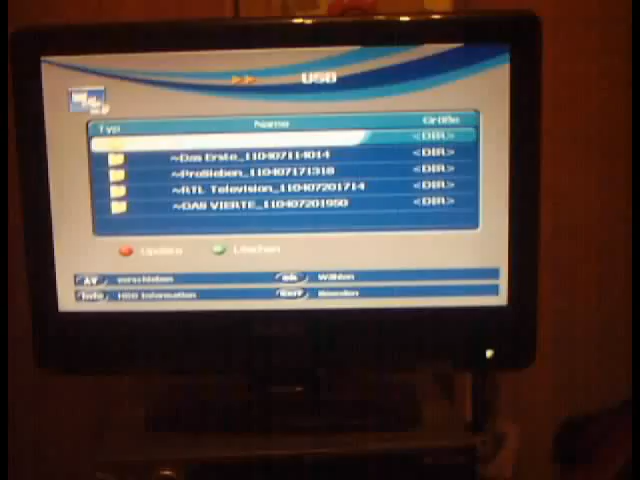 USB
Typ Name Größe
<DIR>
~Das Erste_110407114014 <DIR>
~ProSieben_110407171318 <DIR>
~RTL Television_110407201714 <DIR>
~DAS VIERTE_110407201950 <DIR>
Update Löschen
verschieben OK Wählen
Info HDD Information EXIT Beenden